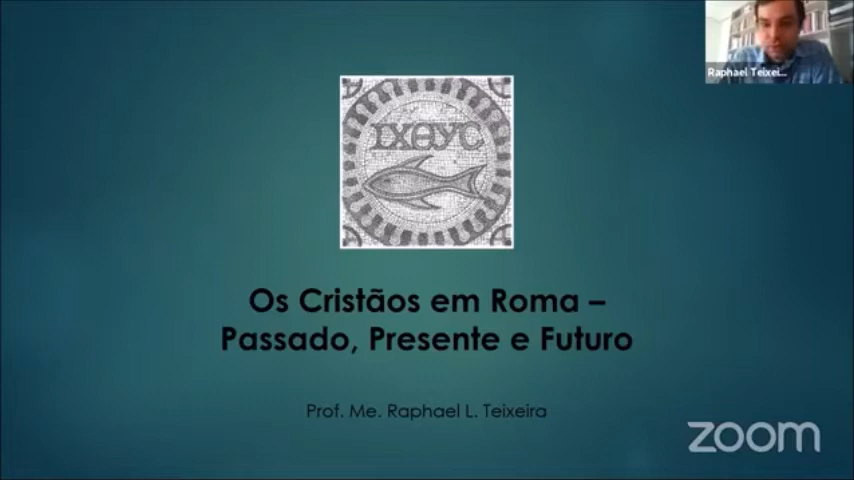 Raphael Teixei...
ΙΧΘΥϹ
Os Cristãos em Roma –
Passado, Presente e Futuro
Prof. Me. Raphael L. Teixeira
zoom